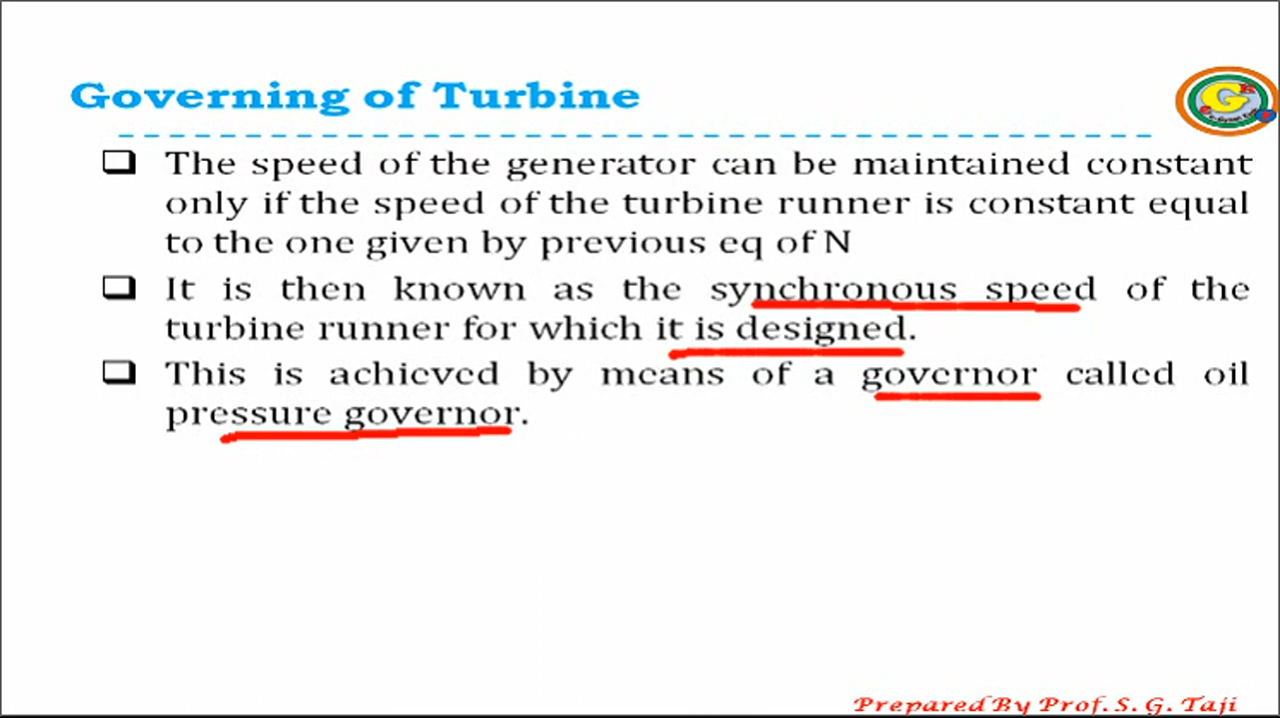 Governing of Turbine
The speed of the generator can be maintained constant
only if the speed of the turbine runner is constant equal
to the one given by previous eq of N
It is then known as the synchronous speed of the
turbine runner for which it is designed.
This is achieved by means of a governor called oil
pressure governor.
Prepared By Prof. S. G. Taji